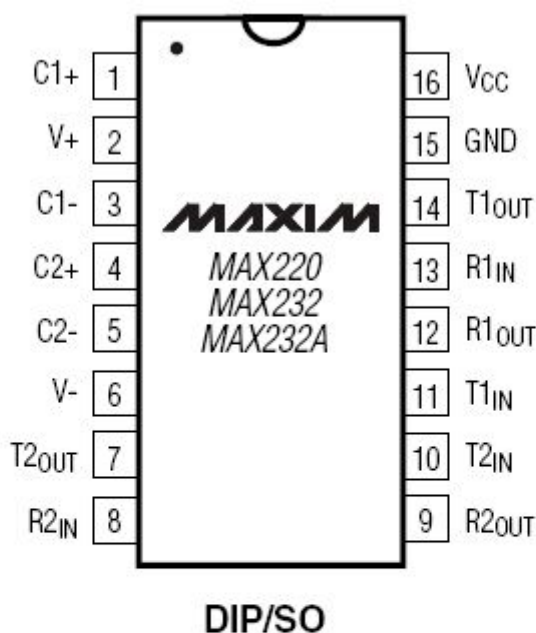 C1+ 1 16 VCC
V+ 2 15 GND
C1- 3 14 T1OUT
MAXIM
C2+ 4 13 R1IN
MAX220
MAX232
C2- 5 12 R1OUT
MAX232A
V- 6 11 T1IN
T2OUT 7 10 T2IN
R2IN 8 9 R2OUT
DIP/SO